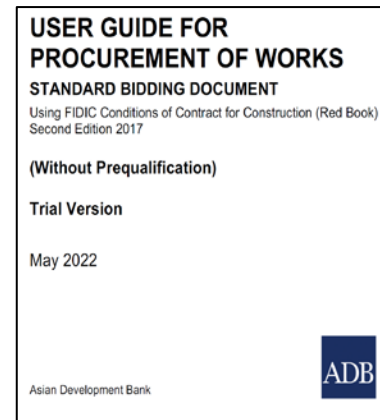 USER GUIDE FOR
PROCUREMENT OF WORKS
STANDARD BIDDING DOCUMENT
Using FIDIC Conditions of Contract for Construction (Red Book)
Second Edition 2017
(Without Prequalification)
Trial Version
May 2022
Asian Development Bank
ADB